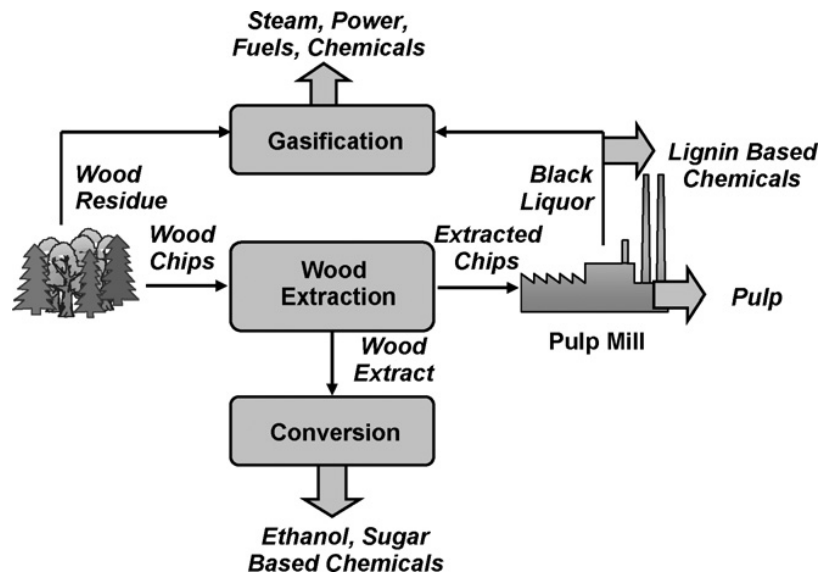 Steam, Power,
Fuels, Chemicals
Gasification
Wood
Residue
Black
Liquor
Lignin Based
Chemicals
Wood
Chips
Wood
Extraction
Extracted
Chips
Pulp
Pulp Mill
Wood
Extract
Conversion
Ethanol, Sugar
Based Chemicals